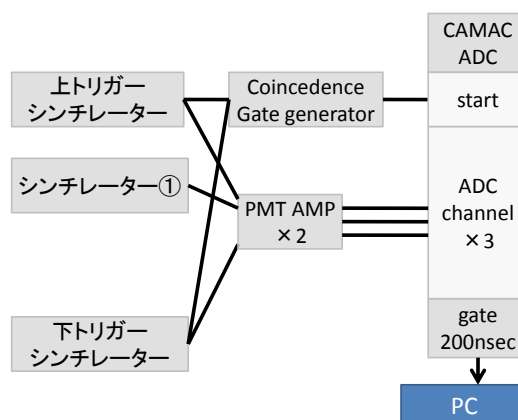 CAMAC
ADC
上トリガー
シンチレーター
Coincedence
Gate generator
start
シンチレーター①
PMT AMP
×2
ADC
channel
×3
下トリガー
シンチレーター
gate
200nsec
PC